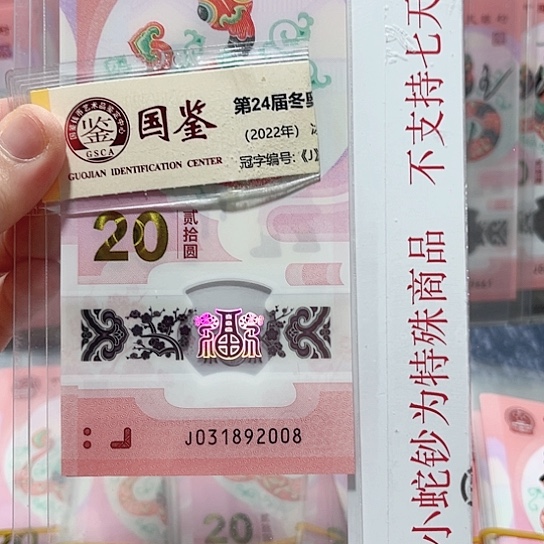 国鉴
GSCA
GUOJIAN IDENTIFICATION CENTER
第24届冬
(2022年)
冠字编号:《J》
20
贰拾圆
福
J031892008
小蛇钞为特殊商品 不支持七天
20